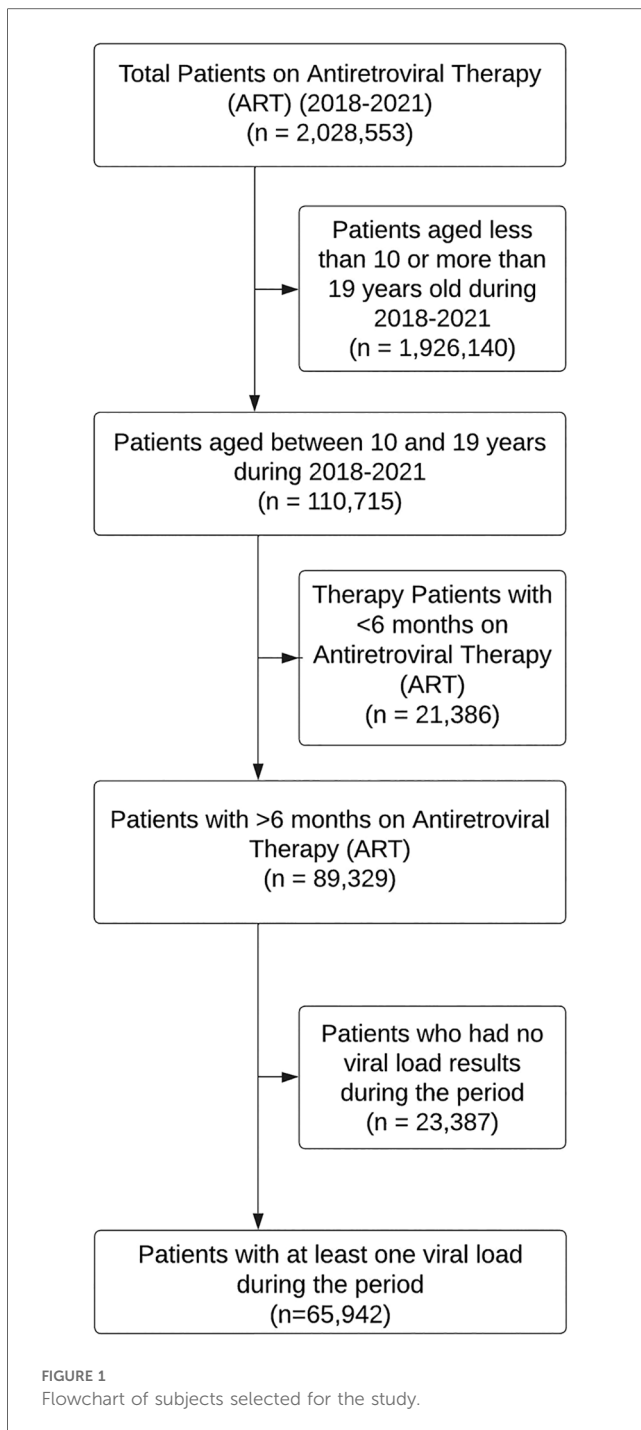 Total Patients on Antiretroviral Therapy
(ART) (2018-2021)
(n = 2,028,553)
Patients aged less
than 10 or more than
19 years old during
2018-2021
(n = 1,926,140)
Patients aged between 10 and 19 years
during 2018-2021
(n = 110,715)
Therapy Patients with
<6 months on
Antiretroviral Therapy
(ART)
(n = 21,386)
Patients with >6 months on Antiretroviral
Therapy (ART)
(n = 89,329)
Patients who had no
viral load results
during the period
(n = 23,387)
Patients with at least one viral load
during the period
(n=65,942)
FIGURE 1
Flowchart of subjects selected for the study.